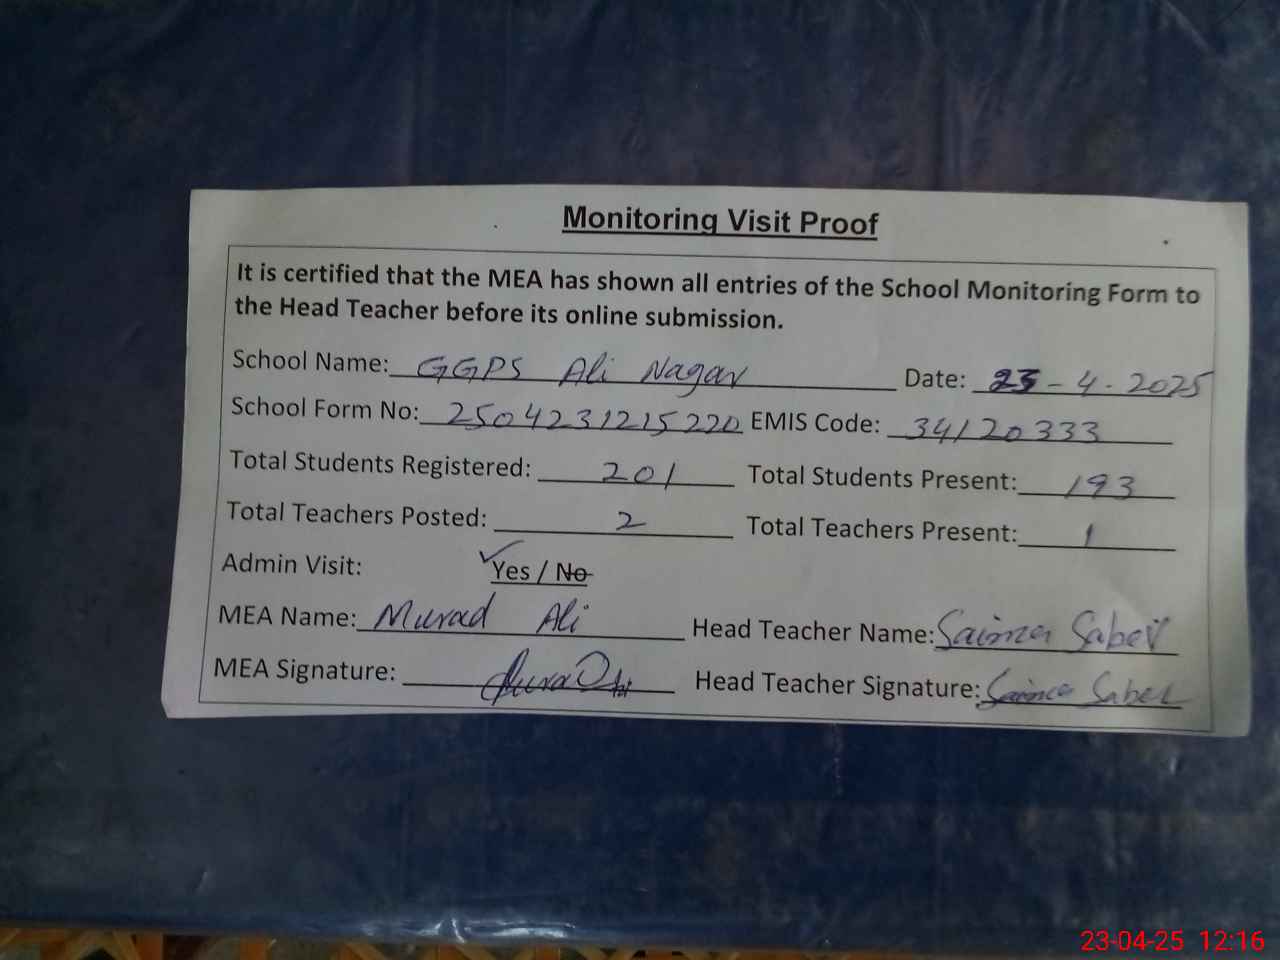 Monitoring Visit Proof
It is certified that the MEA has shown all entries of the School Monitoring Form to
the Head Teacher before its online submission.
School Name: GGPS Ali Nagar Date: 23-4-2025
School Form No: 2504231215220 EMIS Code: 34120333
Total Students Registered: 201 Total Students Present: 193
Total Teachers Posted: 2 Total Teachers Present: 1
Admin Visit: Yes / No
MEA Name: Murad Ali Head Teacher Name: Saima Saber
MEA Signature: Head Teacher Signature: Saima Saber
23-04-25 12:16